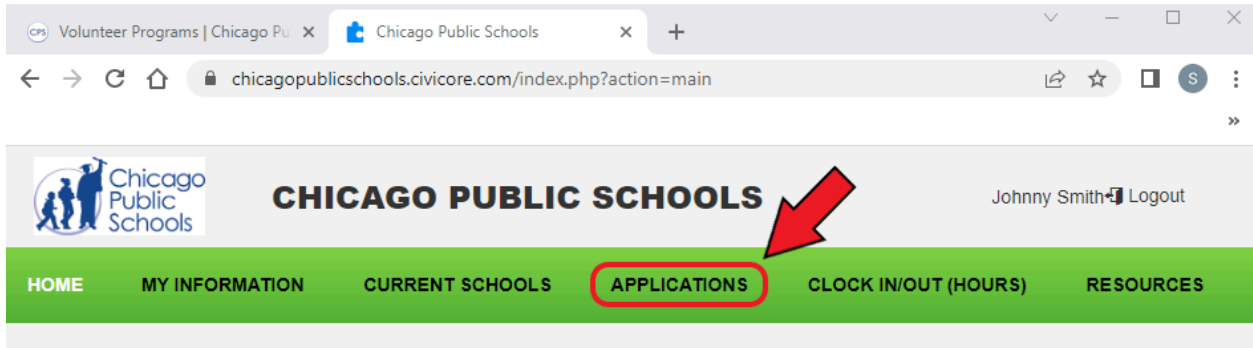 CPS Volunteer Programs | Chicago Pu
Chicago Public Schools
chicagopublicschools.civicore.com/index.php?action=main
S
Chicago
Public
Schools
CHICAGO PUBLIC SCHOOLS
Johnny Smith Logout
HOME MY INFORMATION CURRENT SCHOOLS APPLICATIONS CLOCK IN/OUT (HOURS) RESOURCES